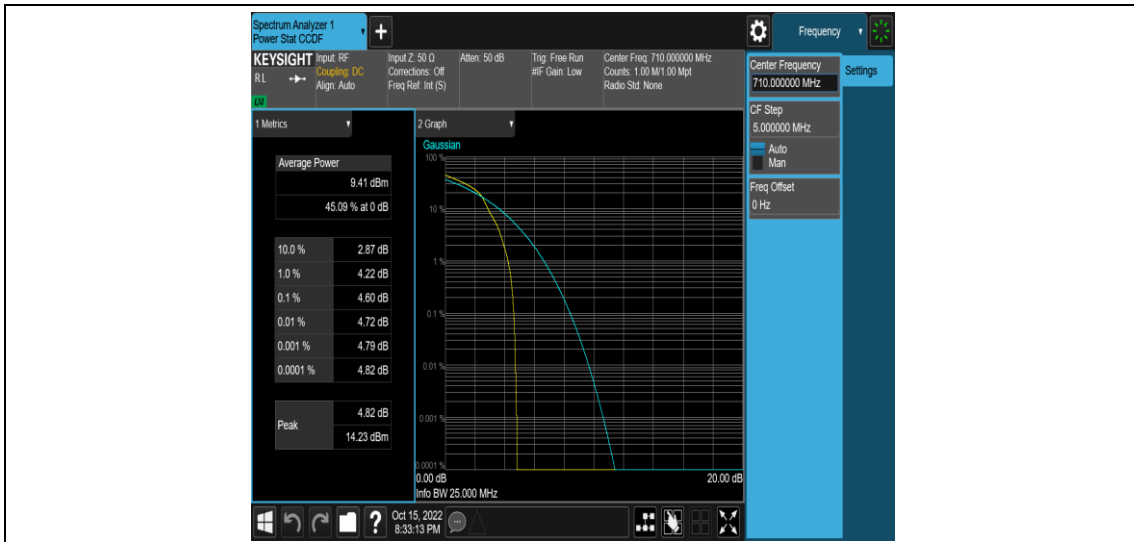 Spectrum Analyzer 1
Power Stat CCDF
Frequency
KEYSIGHT
RL
LXI
Input: RF
Coupling: DC
Align: Auto
Input Z: 50 Ω
Corrections: Off
Freq Ref: Int (S)
Atten: 50 dB
Trig: Free Run
#IF Gain: Low
Center Freq: 710.000000 MHz
Counts: 1.00 M/1.00 Mpt
Radio Std: None
Center Frequency
710.000000 MHz
Settings
CF Step
5.000000 MHz
Auto
Man
Freq Offset
0 Hz
1 Metrics
Average Power
9.41 dBm
45.09 % at 0 dB
10.0 % 2.87 dB
1.0 % 4.22 dB
0.1 % 4.60 dB
0.01 % 4.72 dB
0.001 % 4.79 dB
0.0001 % 4.82 dB
Peak
4.82 dB
14.23 dBm
2 Graph
Gaussian
100 %
10 %
1 %
0.1 %
0.01 %
0.001 %
0.0001 %
0.00 dB
20.00 dB
Info BW 25.000 MHz
?
Oct 15, 2022
8:33:13 PM